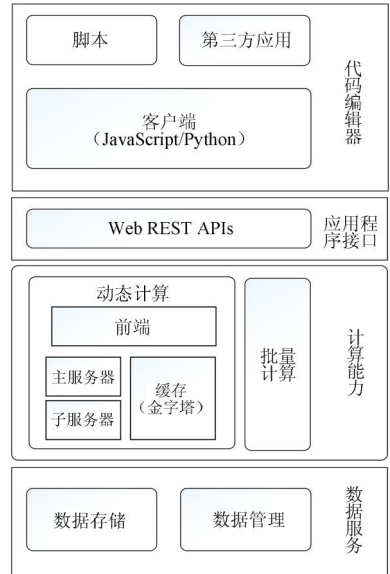 脚本
第三方应用
客户端
（JavaScript/Python）
代码编辑器
Web REST APIs
应用程
序接口
动态计算
前端
主服务器
子服务器
缓存
（金字塔）
批量
计算
计算能力
数据存储
数据管理
数据服务